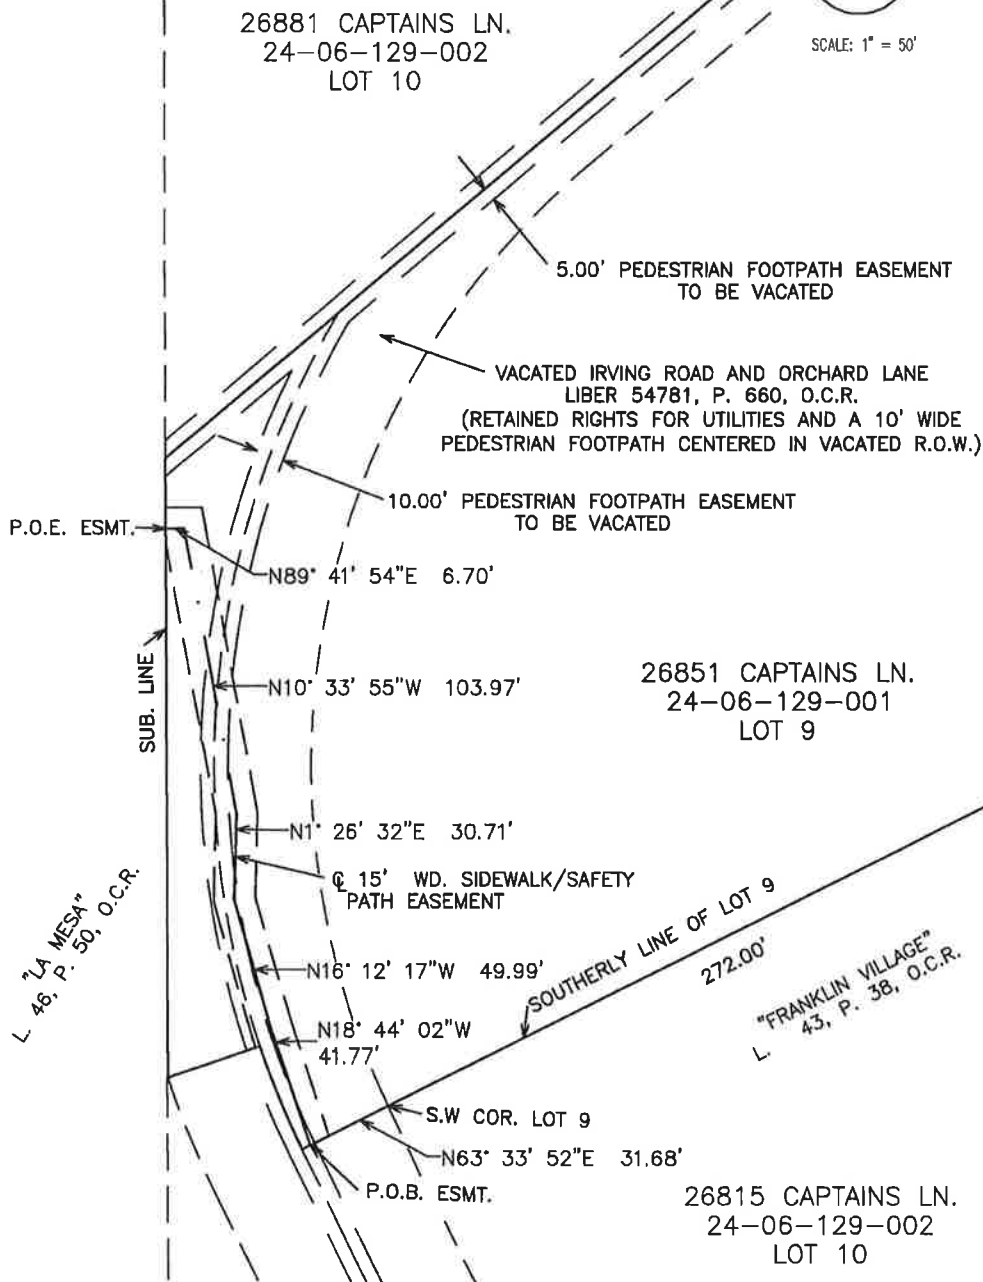 26881 CAPTAINS LN.
24-06-129-002
LOT 10
SCALE: 1" = 50'
5.00' PEDESTRIAN FOOTPATH EASEMENT
TO BE VACATED
VACATED IRVING ROAD AND ORCHARD LANE
LIBER 54781, P. 660, O.C.R.
(RETAINED RIGHTS FOR UTILITIES AND A 10' WIDE
PEDESTRIAN FOOTPATH CENTERED IN VACATED R.O.W.)
10.00' PEDESTRIAN FOOTPATH EASEMENT
TO BE VACATED
P.O.E. ESMT.
N89° 41' 54"E 6.70'
SUB. LINE
N10° 33' 55"W 103.97'
26851 CAPTAINS LN.
24-06-129-001
LOT 9
N1° 26' 32"E 30.71'
℄ 15' WD. SIDEWALK/SAFETY
PATH EASEMENT
"LA MESA"
L. 46, P. 50, O.C.R.
N16° 12' 17"W 49.99'
SOUTHERLY LINE OF LOT 9
272.00'
"FRANKLIN VILLAGE"
L. 43, P. 38, O.C.R.
N18° 44' 02"W
41.77'
S.W COR. LOT 9
N63° 33' 52"E 31.68'
P.O.B. ESMT.
26815 CAPTAINS LN.
24-06-129-002
LOT 10